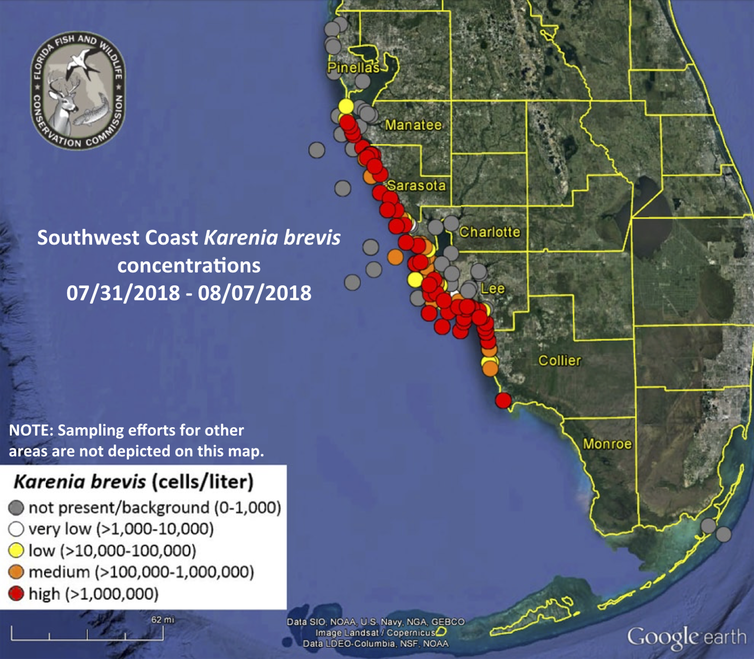 FLORIDA FISH AND WILDLIFE
CONSERVATION COMMISSION
Pinellas
Manatee
Sarasota
Charlotte
Lee
Collier
Monroe
Southwest Coast Karenia brevis
concentrations
07/31/2018 - 08/07/2018
NOTE: Sampling efforts for other
areas are not depicted on this map.
Karenia brevis (cells/liter)
not present/background (0-1,000)
very low (>1,000-10,000)
low (>10,000-100,000)
medium (>100,000-1,000,000)
high (>1,000,000)
62 mi
Data SIO, NOAA, U.S. Navy, NGA, GEBCO
Image Landsat / Copernicus
Data LDEO-Columbia, NSF, NOAA
Google earth